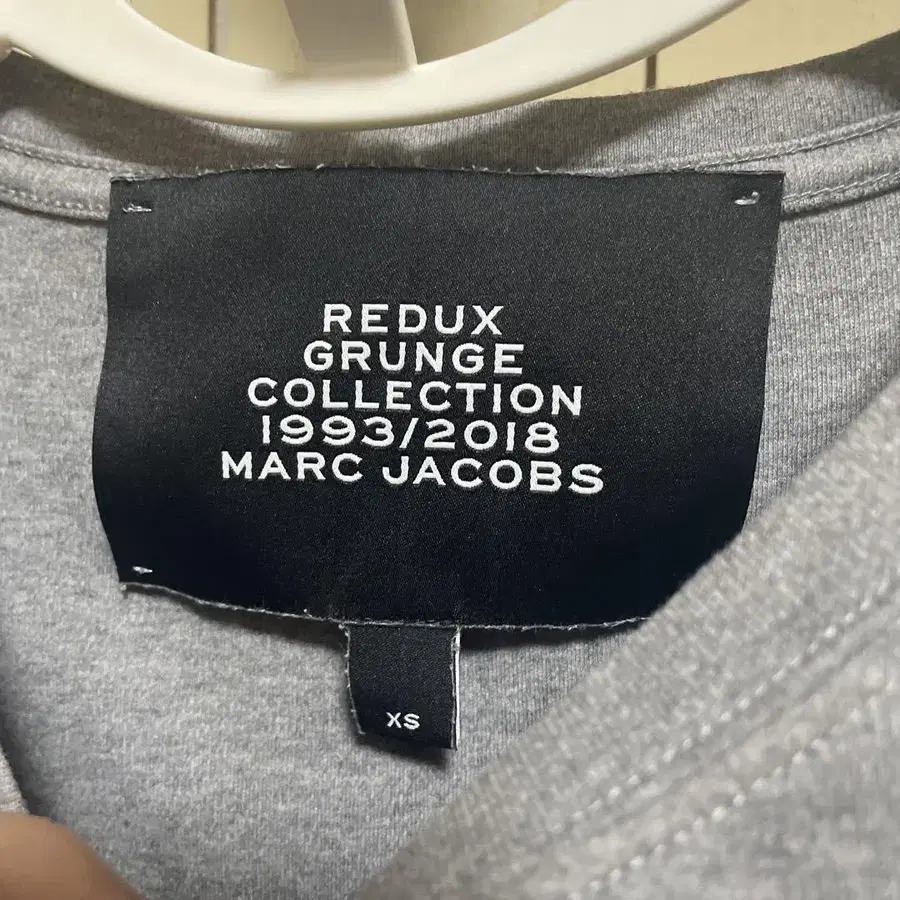 REDUX
GRUNGE
COLLECTION
1993/2018
MARC JACOBS
XS